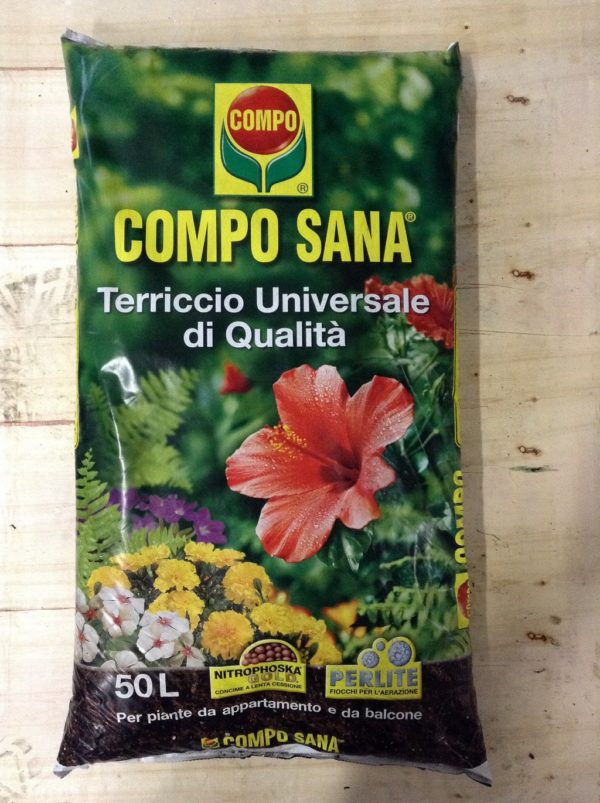 COMPO
®
COMPO SANA®
Terriccio Universale
di Qualità
COMPO
50 L
NITROPHOSKA®
GOLD
CONCIME A LENTA CESSIONE
PERLITE
FIOCCHI PER L'AERAZIONE
Per piante da appartamento e da balcone
COMPO SANA